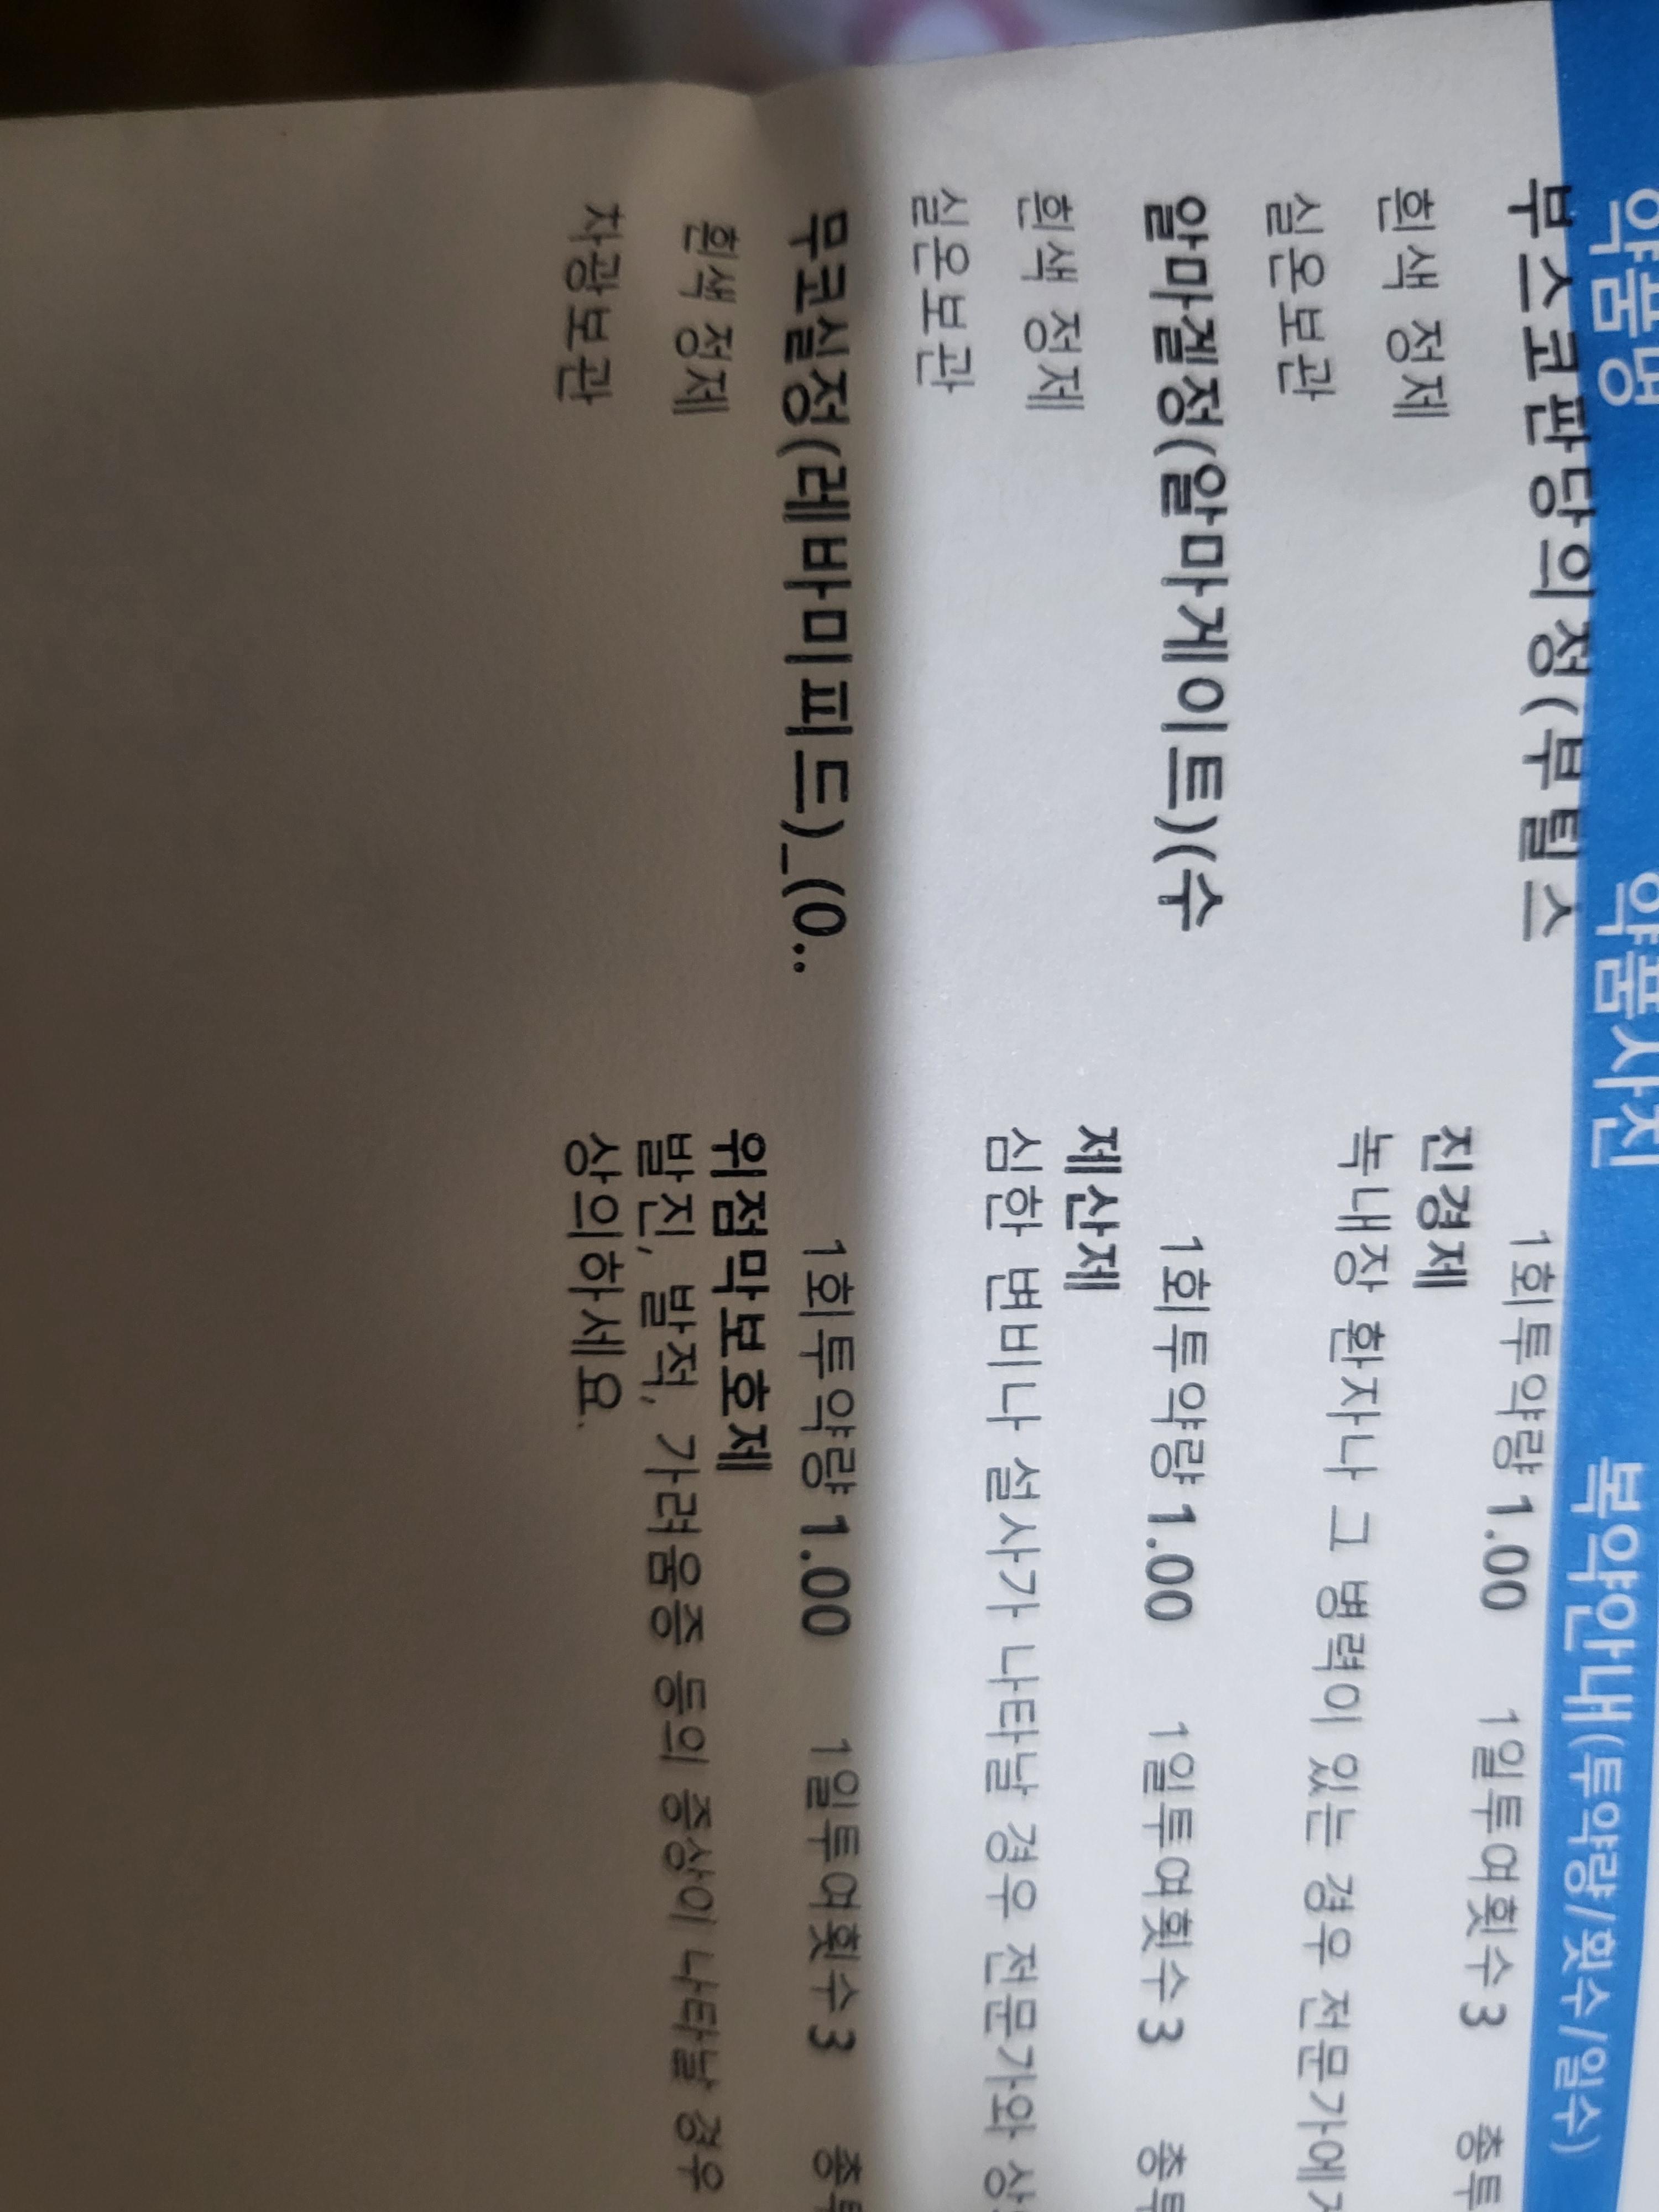 약품명 약품사진 복약안내(투약량/횟수/일수)
부스코판당의정(부틸스 1회투약량 1.00 1일투여횟수 3 총투
흰색 정제 진경제
실온보관 녹내장 환자나 그 병력이 있는 경우 전문가에게
알마겔정(알마게이트)(수 1회투약량 1.00 1일투여횟수 3 총투
흰색 정제 제산제
실온보관 심한 변비나 설사가 나타날 경우 전문가와 상
무코실정(레바미피드)_(0.. 1회투약량 1.00 1일투여횟수 3 총투
흰색 정제 위점막보호제
차광보관 발진, 발적, 가려움증 등의 증상이 나타날 경우
상의하세요.